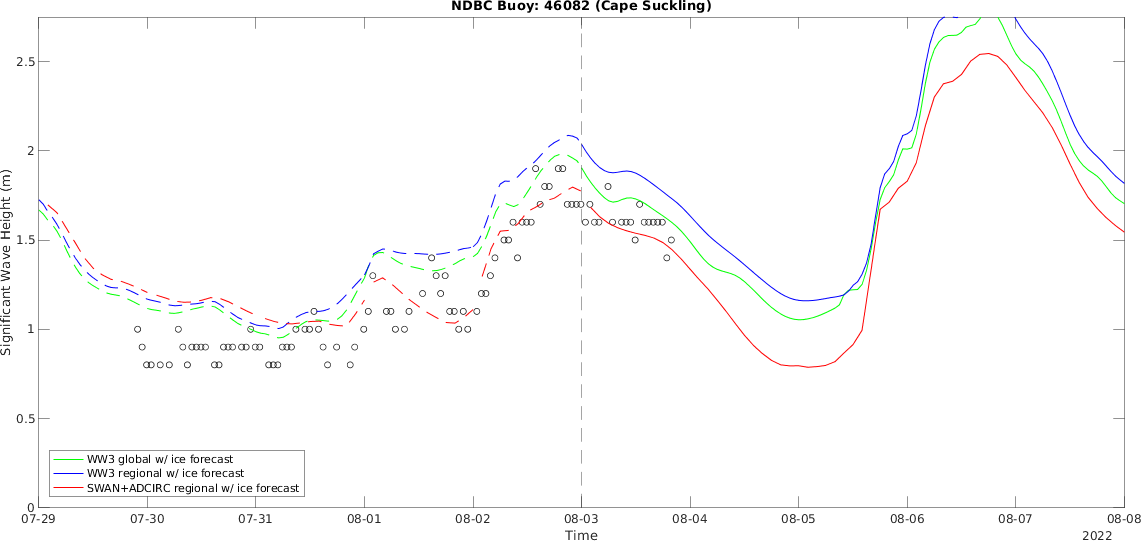 NDBC Buoy: 46082 (Cape Suckling)
Significant Wave Height (m)
2.5
2
1.5
1
0.5
0
WW3 global w/ ice forecast
WW3 regional w/ ice forecast
SWAN+ADCIRC regional w/ ice forecast
07-29 07-30 07-31 08-01 08-02 08-03 08-04 08-05 08-06 08-07 08-08
Time
2022